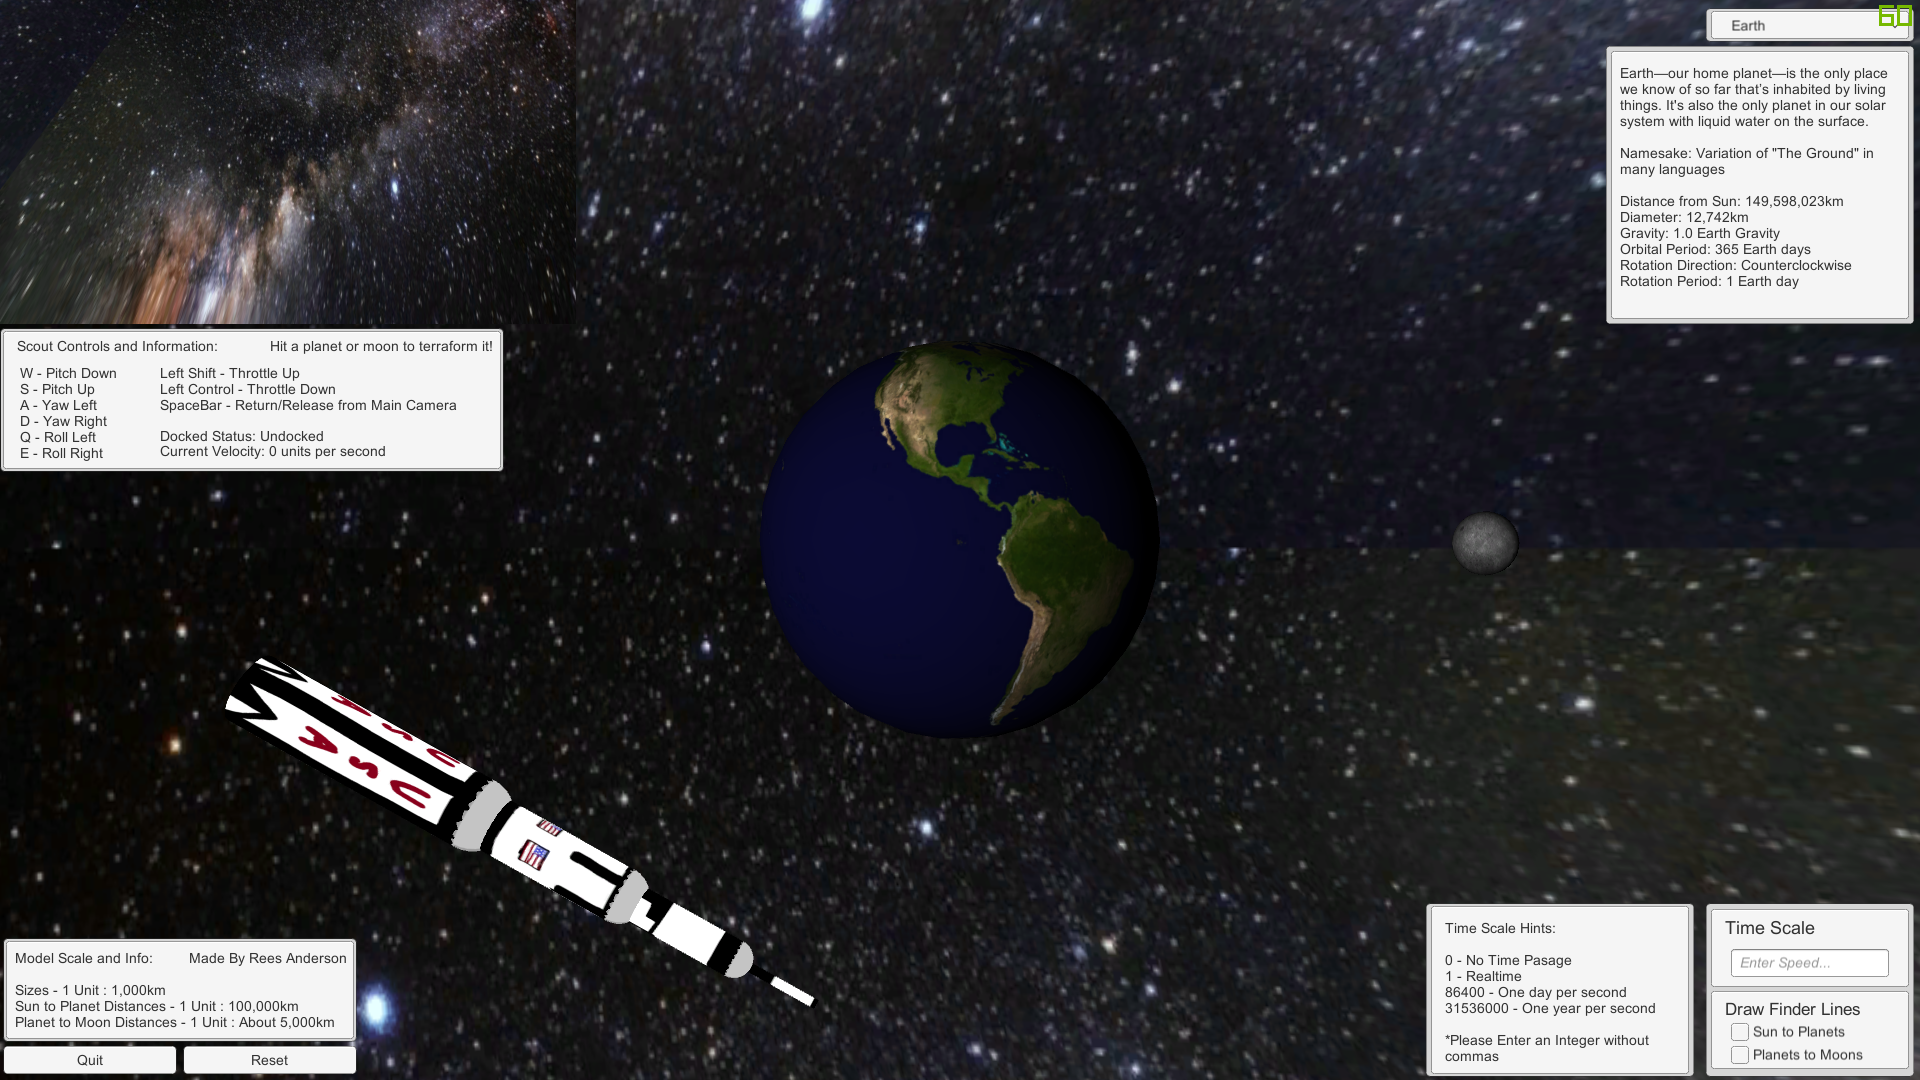 60
Earth
Earth—our home planet—is the only place
we know of so far that's inhabited by living
things. It's also the only planet in our solar
system with liquid water on the surface.
Namesake: Variation of "The Ground" in
many languages
Distance from Sun: 149,598,023km
Diameter: 12,742km
Gravity: 1.0 Earth Gravity
Orbital Period: 365 Earth days
Rotation Direction: Counterclockwise
Rotation Period: 1 Earth day
Scout Controls and Information: Hit a planet or moon to terraform it!
W - Pitch Down Left Shift - Throttle Up
S - Pitch Up Left Control - Throttle Down
A - Yaw Left SpaceBar - Return/Release from Main Camera
D - Yaw Right
Q - Roll Left Docked Status: Undocked
E - Roll Right Current Velocity: 0 units per second
USA
USA
Model Scale and Info: Made By Rees Anderson
Sizes - 1 Unit : 1,000km
Sun to Planet Distances - 1 Unit : 100,000km
Planet to Moon Distances - 1 Unit : About 5,000km
Quit Reset
Time Scale Hints:
0 - No Time Pasage
1 - Realtime
86400 - One day per second
31536000 - One year per second
*Please Enter an Integer without
commas
Time Scale
Enter Speed...
Draw Finder Lines
Sun to Planets
Planets to Moons